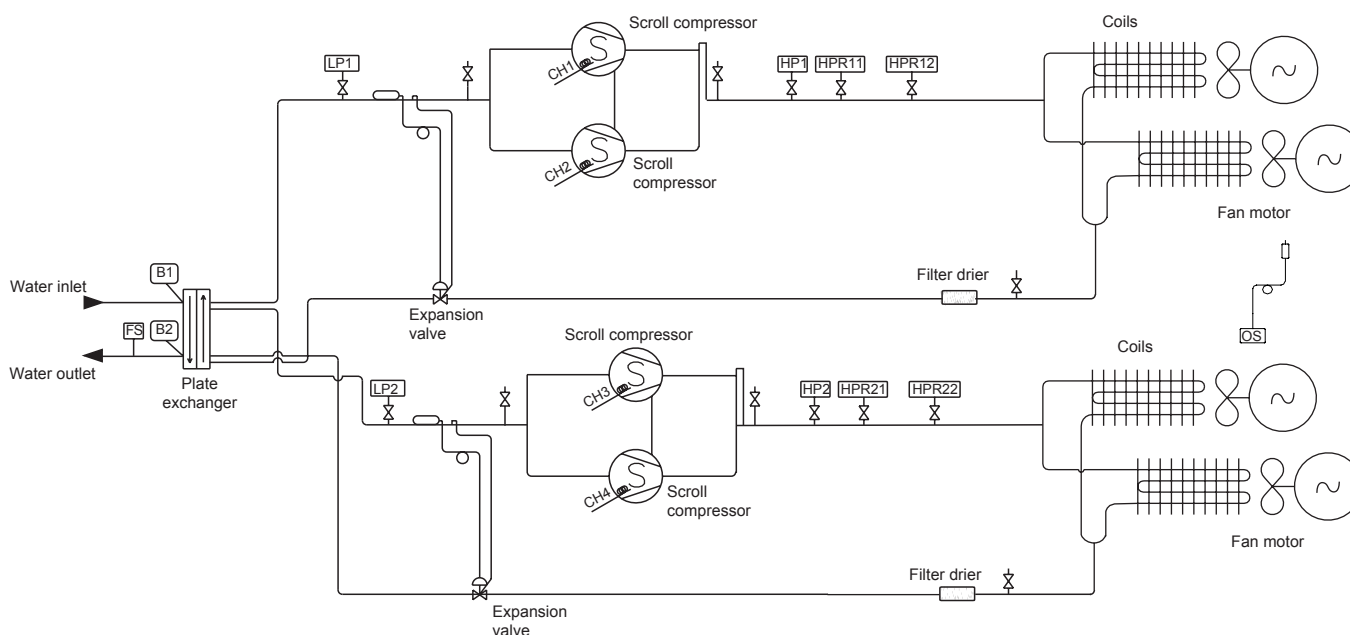 Scroll compressor
Coils
LP1
CH1
HP1
HPR11
HPR12
CH2
Scroll
compressor
Fan motor
B1
Water inlet
Filter drier
Expansion
valve
FS
B2
OS
Water outlet
Plate
exchanger
Scroll compressor
Coils
LP2
CH3
HP2
HPR21
HPR22
CH4
Scroll
compressor
Fan motor
Filter drier
Expansion
valve